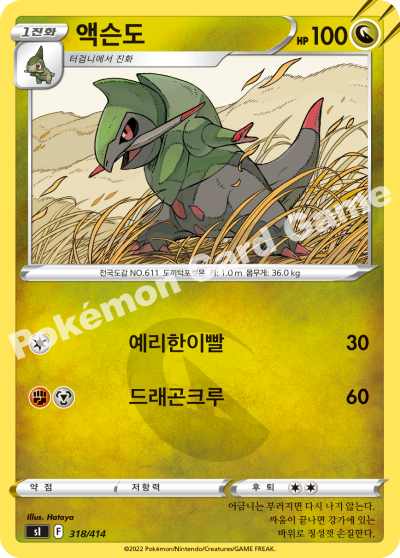 1진화
액슨도
HP 100
터검니에서 진화
전국도감 NO.611 도끼턱포켓몬 키: 1.0 m 몸무게: 36.0 kg
Pokémon Card Game
예리한이빨 30
드래곤크루 60
약 점 저항력 후 퇴
어금니는 부러지면 다시 나지 않는다.
싸움이 끝나면 강가에 있는
바위로 정성껏 손질한다.
Illus. Hataya
sI F 318/414
©2022 Pokémon/Nintendo/Creatures/GAME FREAK.